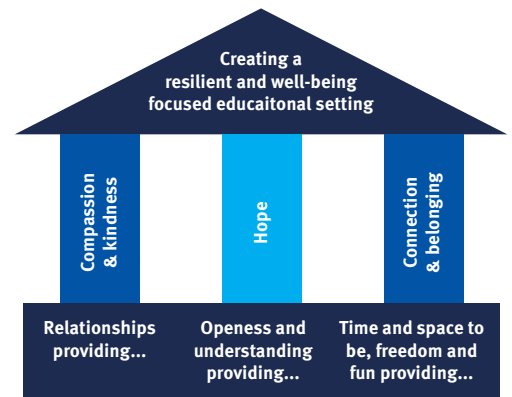 Creating a
resilient and well-being
focused educaitonal setting
Compassion
& kindness
Hope
Connection
& belonging
Relationships
providing...
Openess and
understanding
providing...
Time and space to
be, freedom and
fun providing...